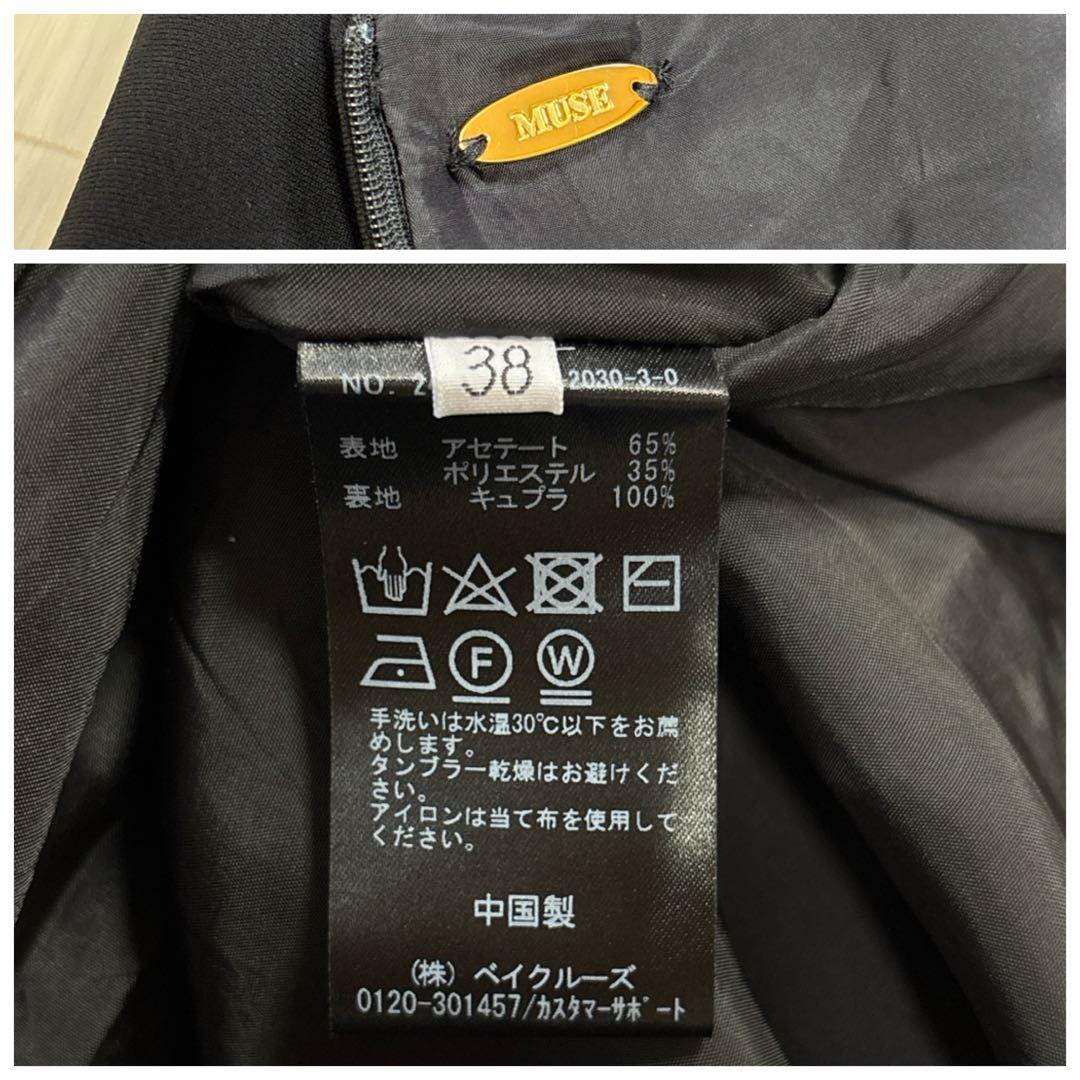 MUSE
38
NO. 2 2030-3-0
表地 アセテート 65%
ポリエステル 35%
裏地 キュプラ 100%
F W
手洗いは水温30℃以下をお薦
めします。
タンブラー乾燥はお避けくだ
さい。
アイロンは当て布を使用して
ください。
中国製
(株) ベイクルーズ
0120-301457/カスタマーサポート